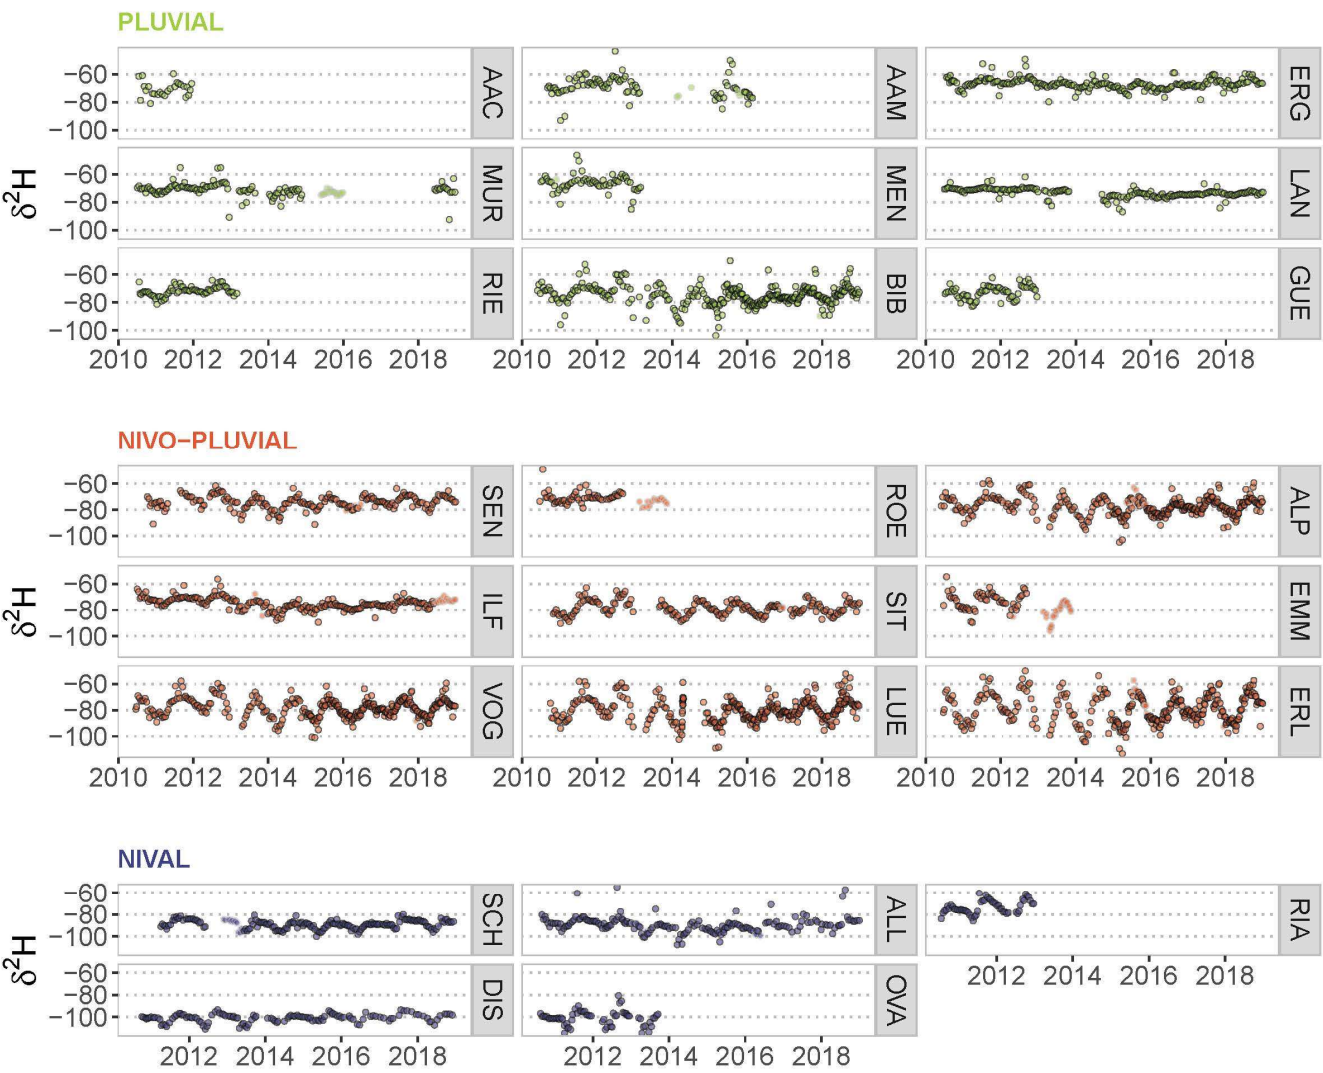 PLUVIAL
−60
−80
−100
AAC
AAM
ERG
δ²H
−60
−80
−100
MUR
MEN
LAN
−60
−80
−100
RIE
BIB
GUE
2010 2012 2014 2016 2018
2010 2012 2014 2016 2018
2010 2012 2014 2016 2018
NIVO−PLUVIAL
−60
−80
−100
SEN
ROE
ALP
δ²H
−60
−80
−100
ILF
SIT
EMM
−60
−80
−100
VOG
LUE
ERL
2010 2012 2014 2016 2018
2010 2012 2014 2016 2018
2010 2012 2014 2016 2018
NIVAL
−60
−80
−100
SCH
ALL
RIA
δ²H
2012 2014 2016 2018
−60
−80
−100
DIS
OVA
2012 2014 2016 2018
2012 2014 2016 2018